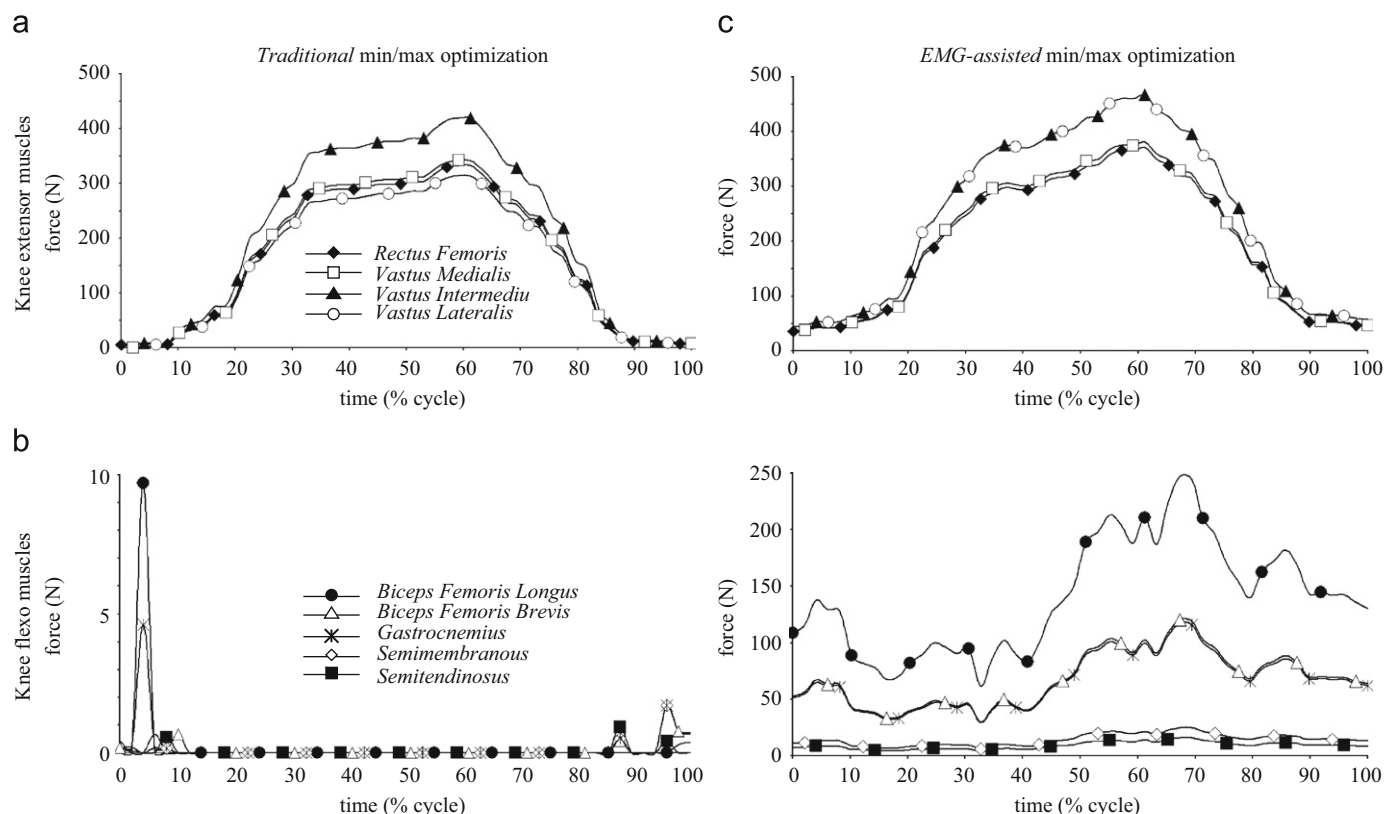 a
Traditional min/max optimization
Knee extensor muscles
force (N)
500
400
300
200
100
0
Rectus Femoris
Vastus Medialis
Vastus Intermediu
Vastus Lateralis
0 10 20 30 40 50 60 70 80 90 100
time (% cycle)
c
EMG-assisted min/max optimization
force (N)
500
400
300
200
100
0
0 10 20 30 40 50 60 70 80 90 100
time (% cycle)
b
Knee flexo muscles
force (N)
10
5
0
Biceps Femoris Longus
Biceps Femoris Brevis
Gastrocnemius
Semimembranous
Semitendinosus
0 10 20 30 40 50 60 70 80 90 100
time (% cycle)
force (N)
250
200
150
100
50
0
0 10 20 30 40 50 60 70 80 90 100
time (% cycle)